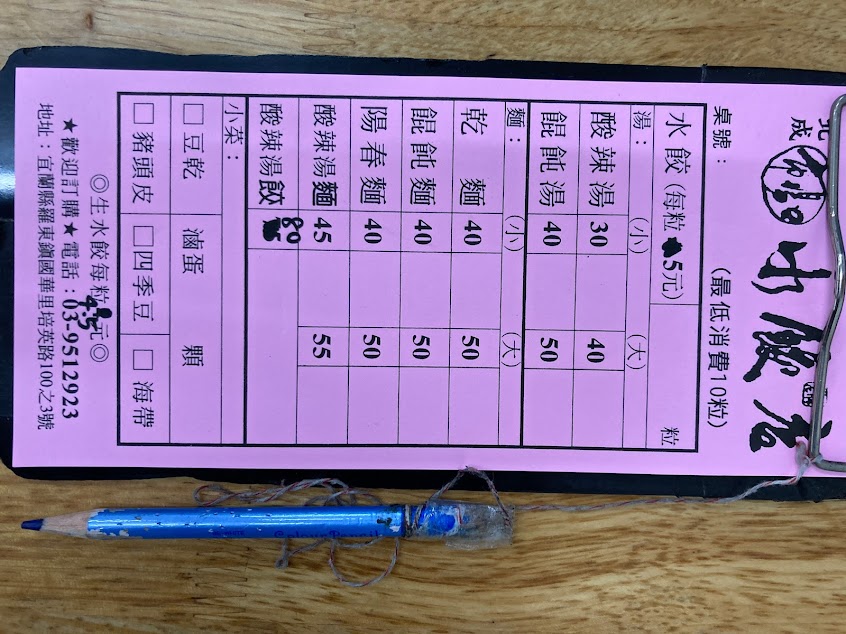 北成
水餃店
桌號：
(最低消費10粒)
水餃(每粒 5元) 粒
湯： (小) (大)
酸辣湯 30 40
餛飩湯 40 50
麵： (小) (大)
乾麵 40 50
餛飩麵 40 50
陽春麵 40 50
酸辣湯麵 45 55
酸辣湯餃 80
小菜：
□豆乾 滷蛋 顆
□豬頭皮 □四季豆 □海帶
◎生水餃每粒4.5元◎
★歡迎訂購★電話：03-9512923
地址：宜蘭縣羅東鎮國華里培英路100之3號